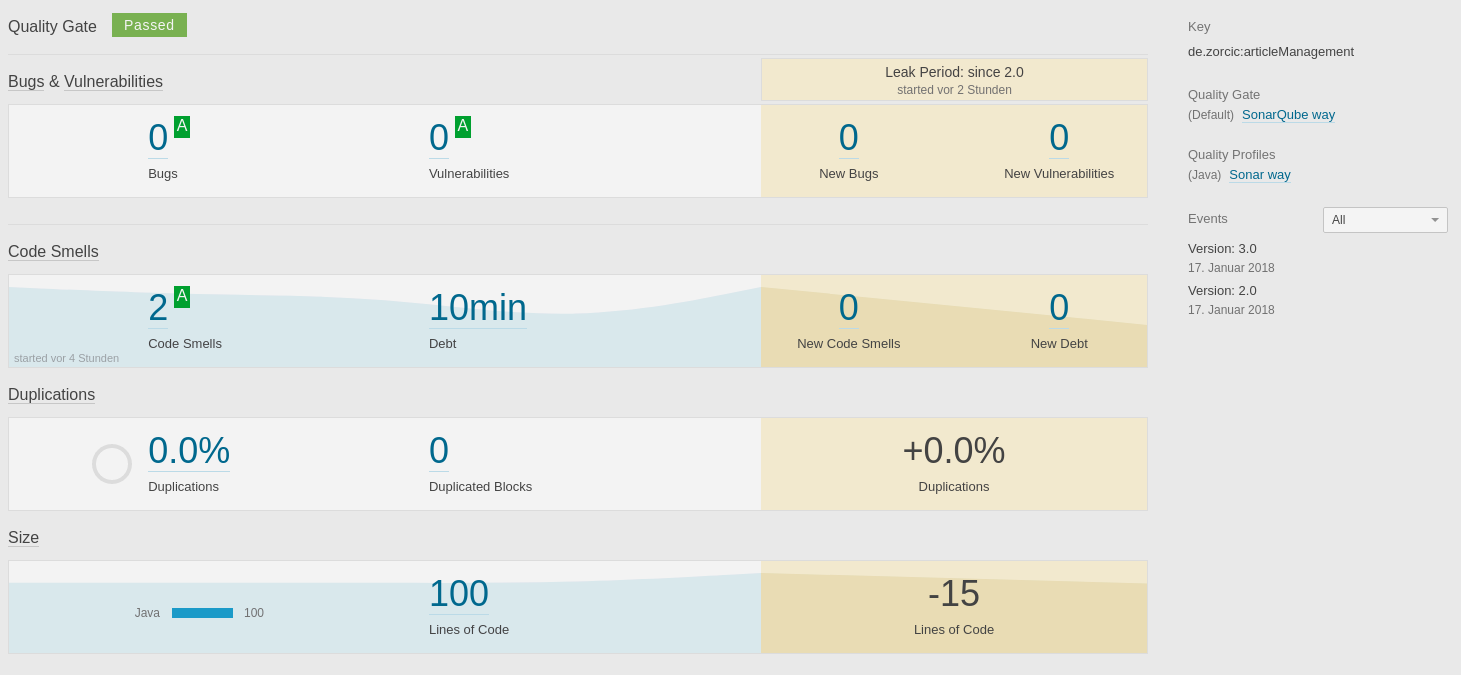 Quality Gate Passed
Bugs & Vulnerabilities
Leak Period: since 2.0
started vor 2 Stunden
0 A
Bugs
0 A
Vulnerabilities
0
New Bugs
0
New Vulnerabilities
Code Smells
2 A
Code Smells
10min
Debt
0
New Code Smells
0
New Debt
started vor 4 Stunden
Duplications
0.0%
Duplications
0
Duplicated Blocks
+0.0%
Duplications
Size
Java 100
100
Lines of Code
-15
Lines of Code
Key
de.zorcic:articleManagement
Quality Gate
(Default) SonarQube way
Quality Profiles
(Java) Sonar way
Events All
Version: 3.0
17. Januar 2018
Version: 2.0
17. Januar 2018